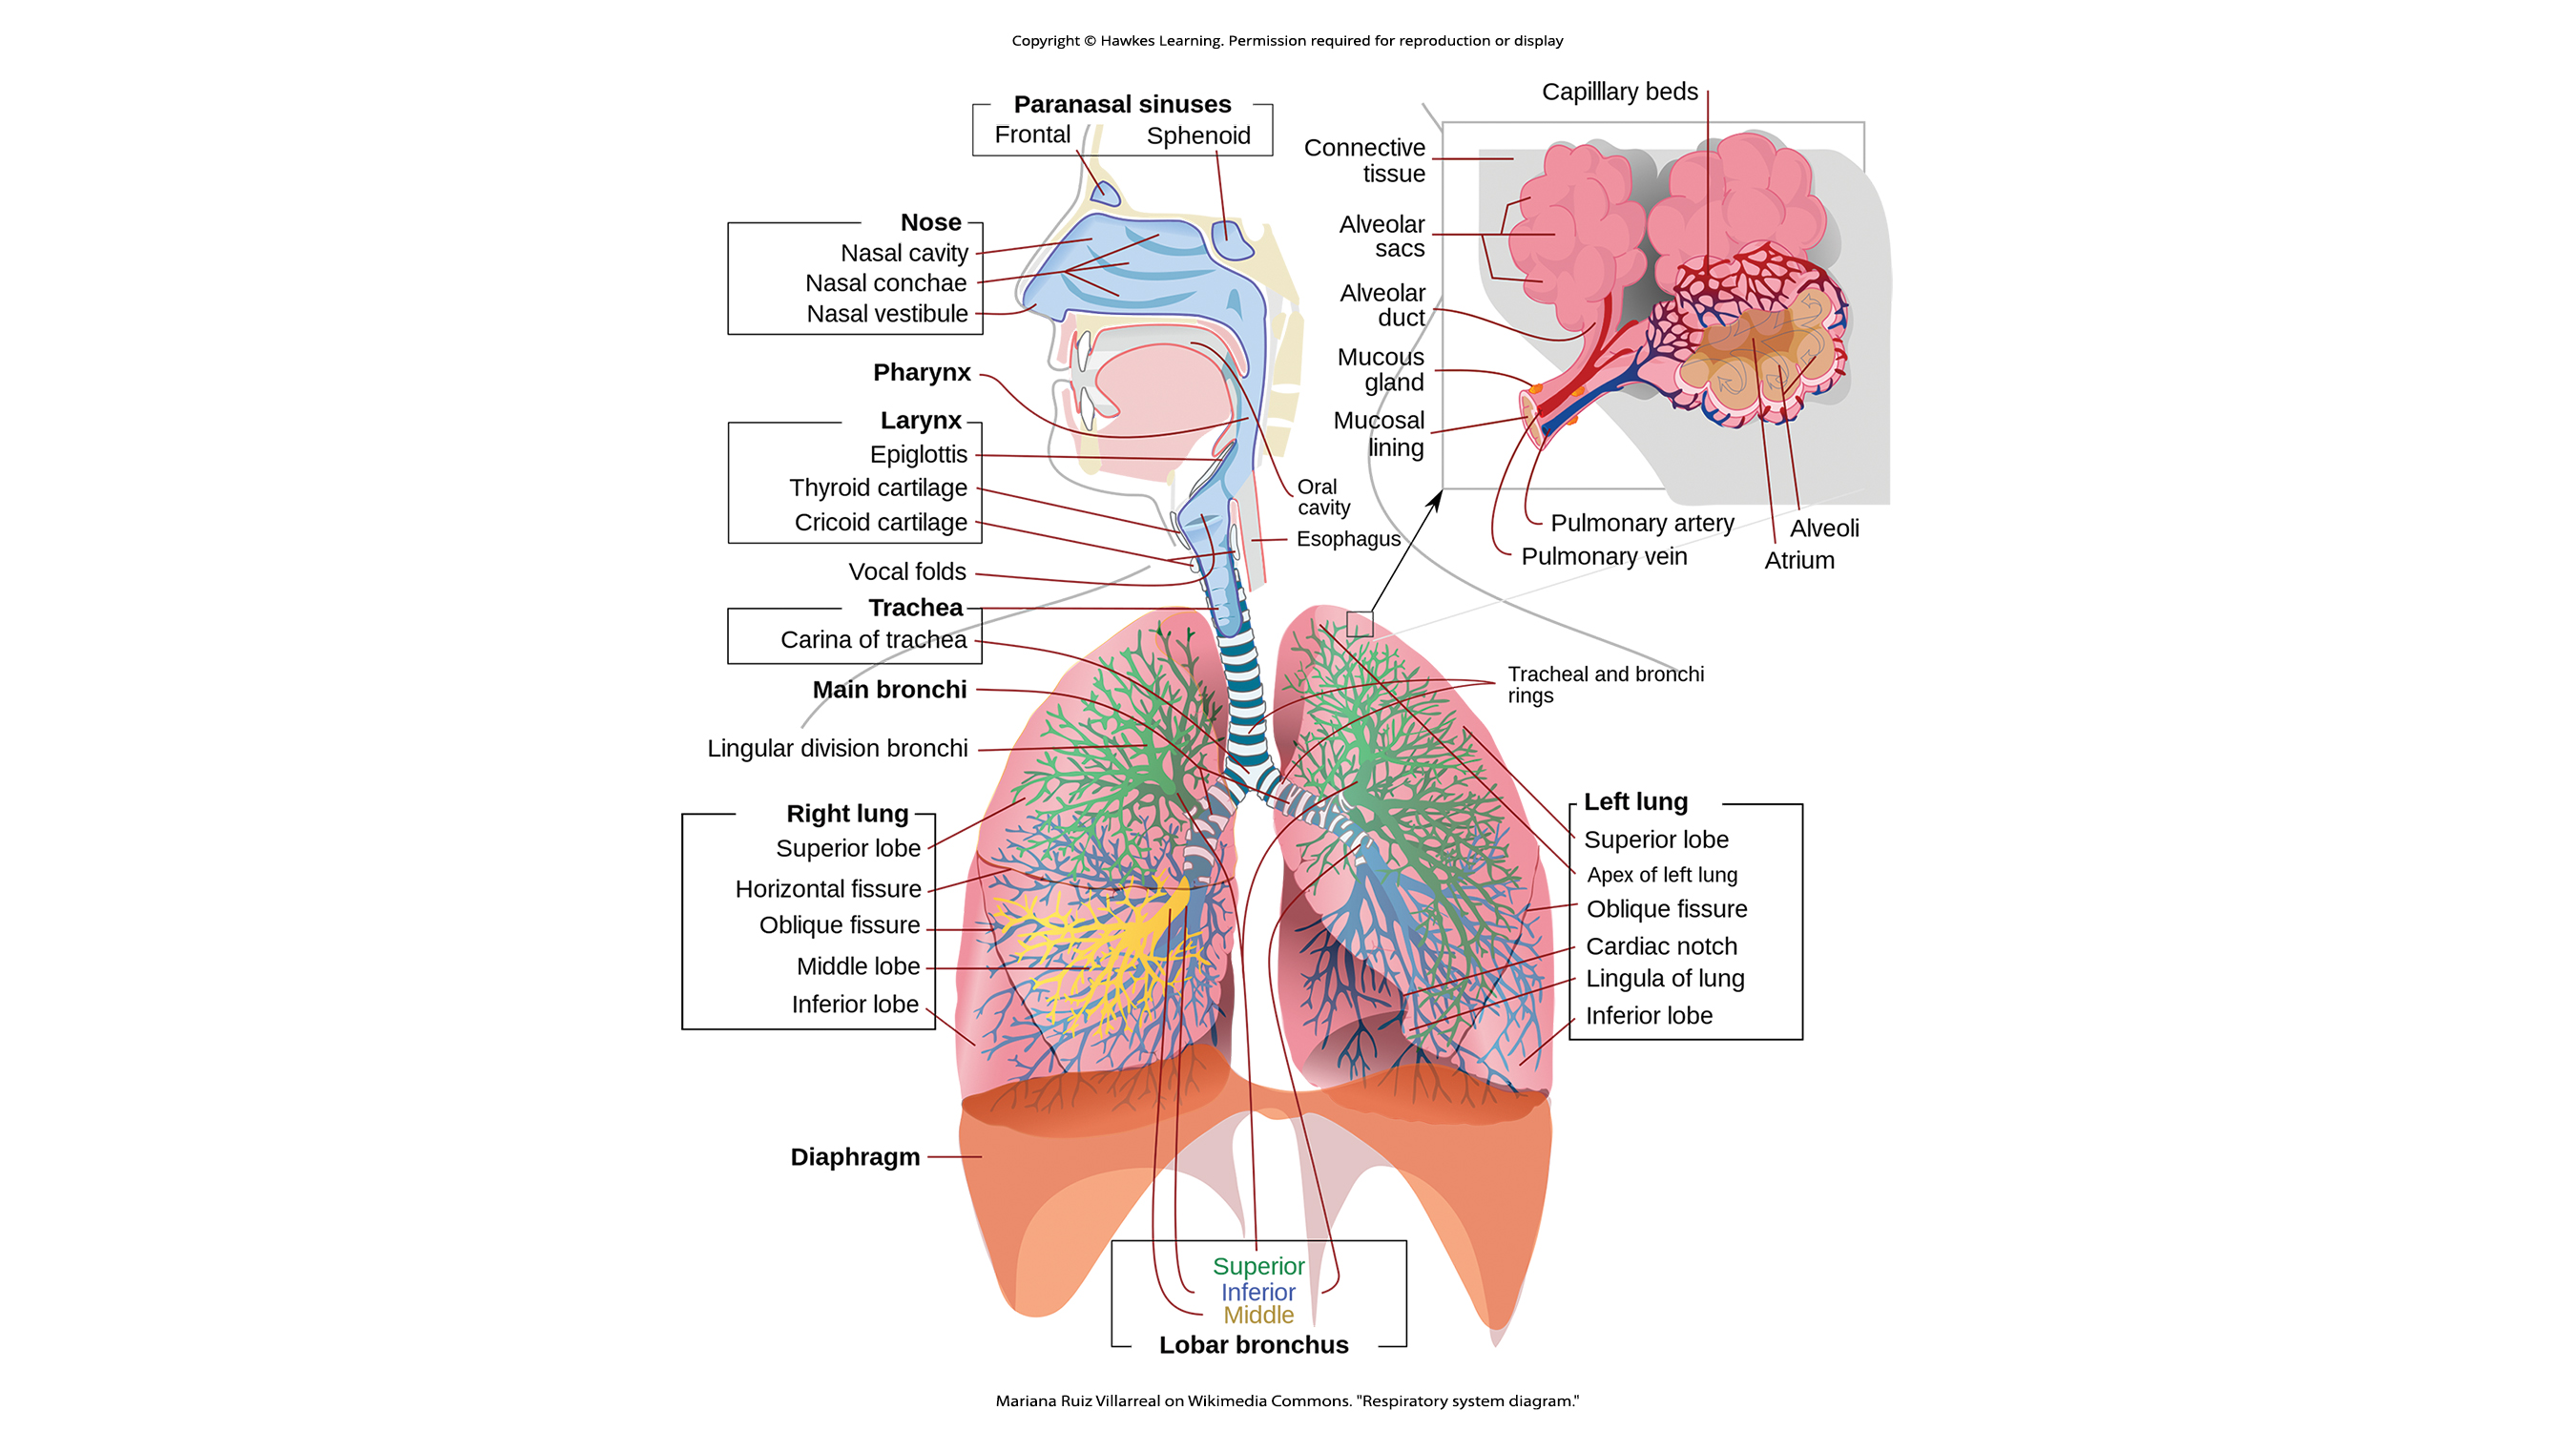 Copyright © Hawkes Learning. Permission required for reproduction or display
Paranasal sinuses
Frontal
Sphenoid
Nose
Nasal cavity
Nasal conchae
Nasal vestibule
Pharynx
Larynx
Epiglottis
Thyroid cartilage
Cricoid cartilage
Vocal folds
Trachea
Carina of trachea
Main bronchi
Lingular division bronchi
Right lung
Superior lobe
Horizontal fissure
Oblique fissure
Middle lobe
Inferior lobe
Diaphragm
Capilllary beds
Connective
tissue
Alveolar
sacs
Alveolar
duct
Mucous
gland
Mucosal
lining
Oral
cavity
Esophagus
Pulmonary artery
Pulmonary vein
Alveoli
Atrium
Tracheal and bronchi
rings
Left lung
Superior lobe
Apex of left lung
Oblique fissure
Cardiac notch
Lingula of lung
Inferior lobe
Superior
Inferior
Middle
Lobar bronchus
Mariana Ruiz Villarreal on Wikimedia Commons. "Respiratory system diagram."